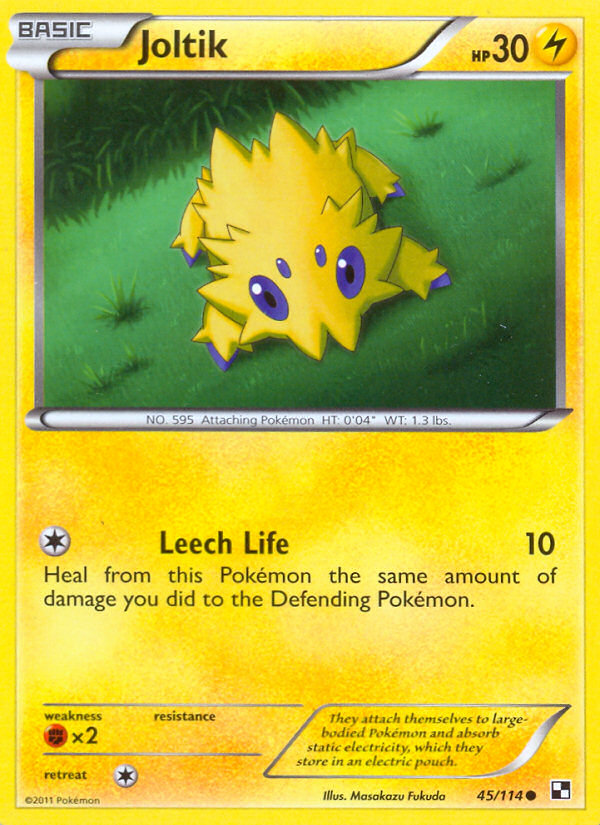 BASIC
Joltik
HP30
NO. 595 Attaching Pokémon HT: 0'04" WT: 1.3 lbs.
Leech Life 10
Heal from this Pokémon the same amount of
damage you did to the Defending Pokémon.
weakness resistance
×2
They attach themselves to large-
bodied Pokémon and absorb
static electricity, which they
store in an electric pouch.
retreat
©2011 Pokémon
Illus. Masakazu Fukuda 45/114